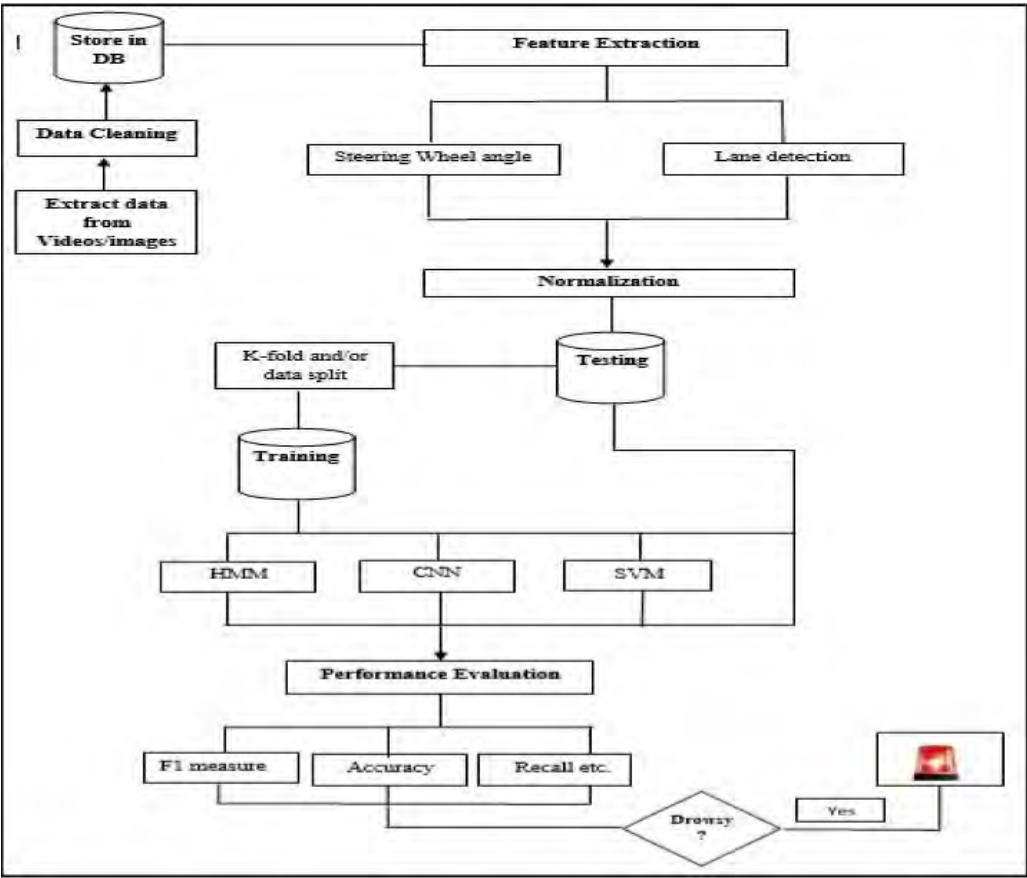 Store in
DB
Feature Extraction
Data Cleaning
Steering Wheel angle
Lane detection
Extract data
from
Videos/images
Normalization
K-fold and/or
data split
Testing
Training
HMM
CNN
SVM
Performance Evaluation
F1 measure
Accuracy
Recall etc.
Drowsy
?
Yes